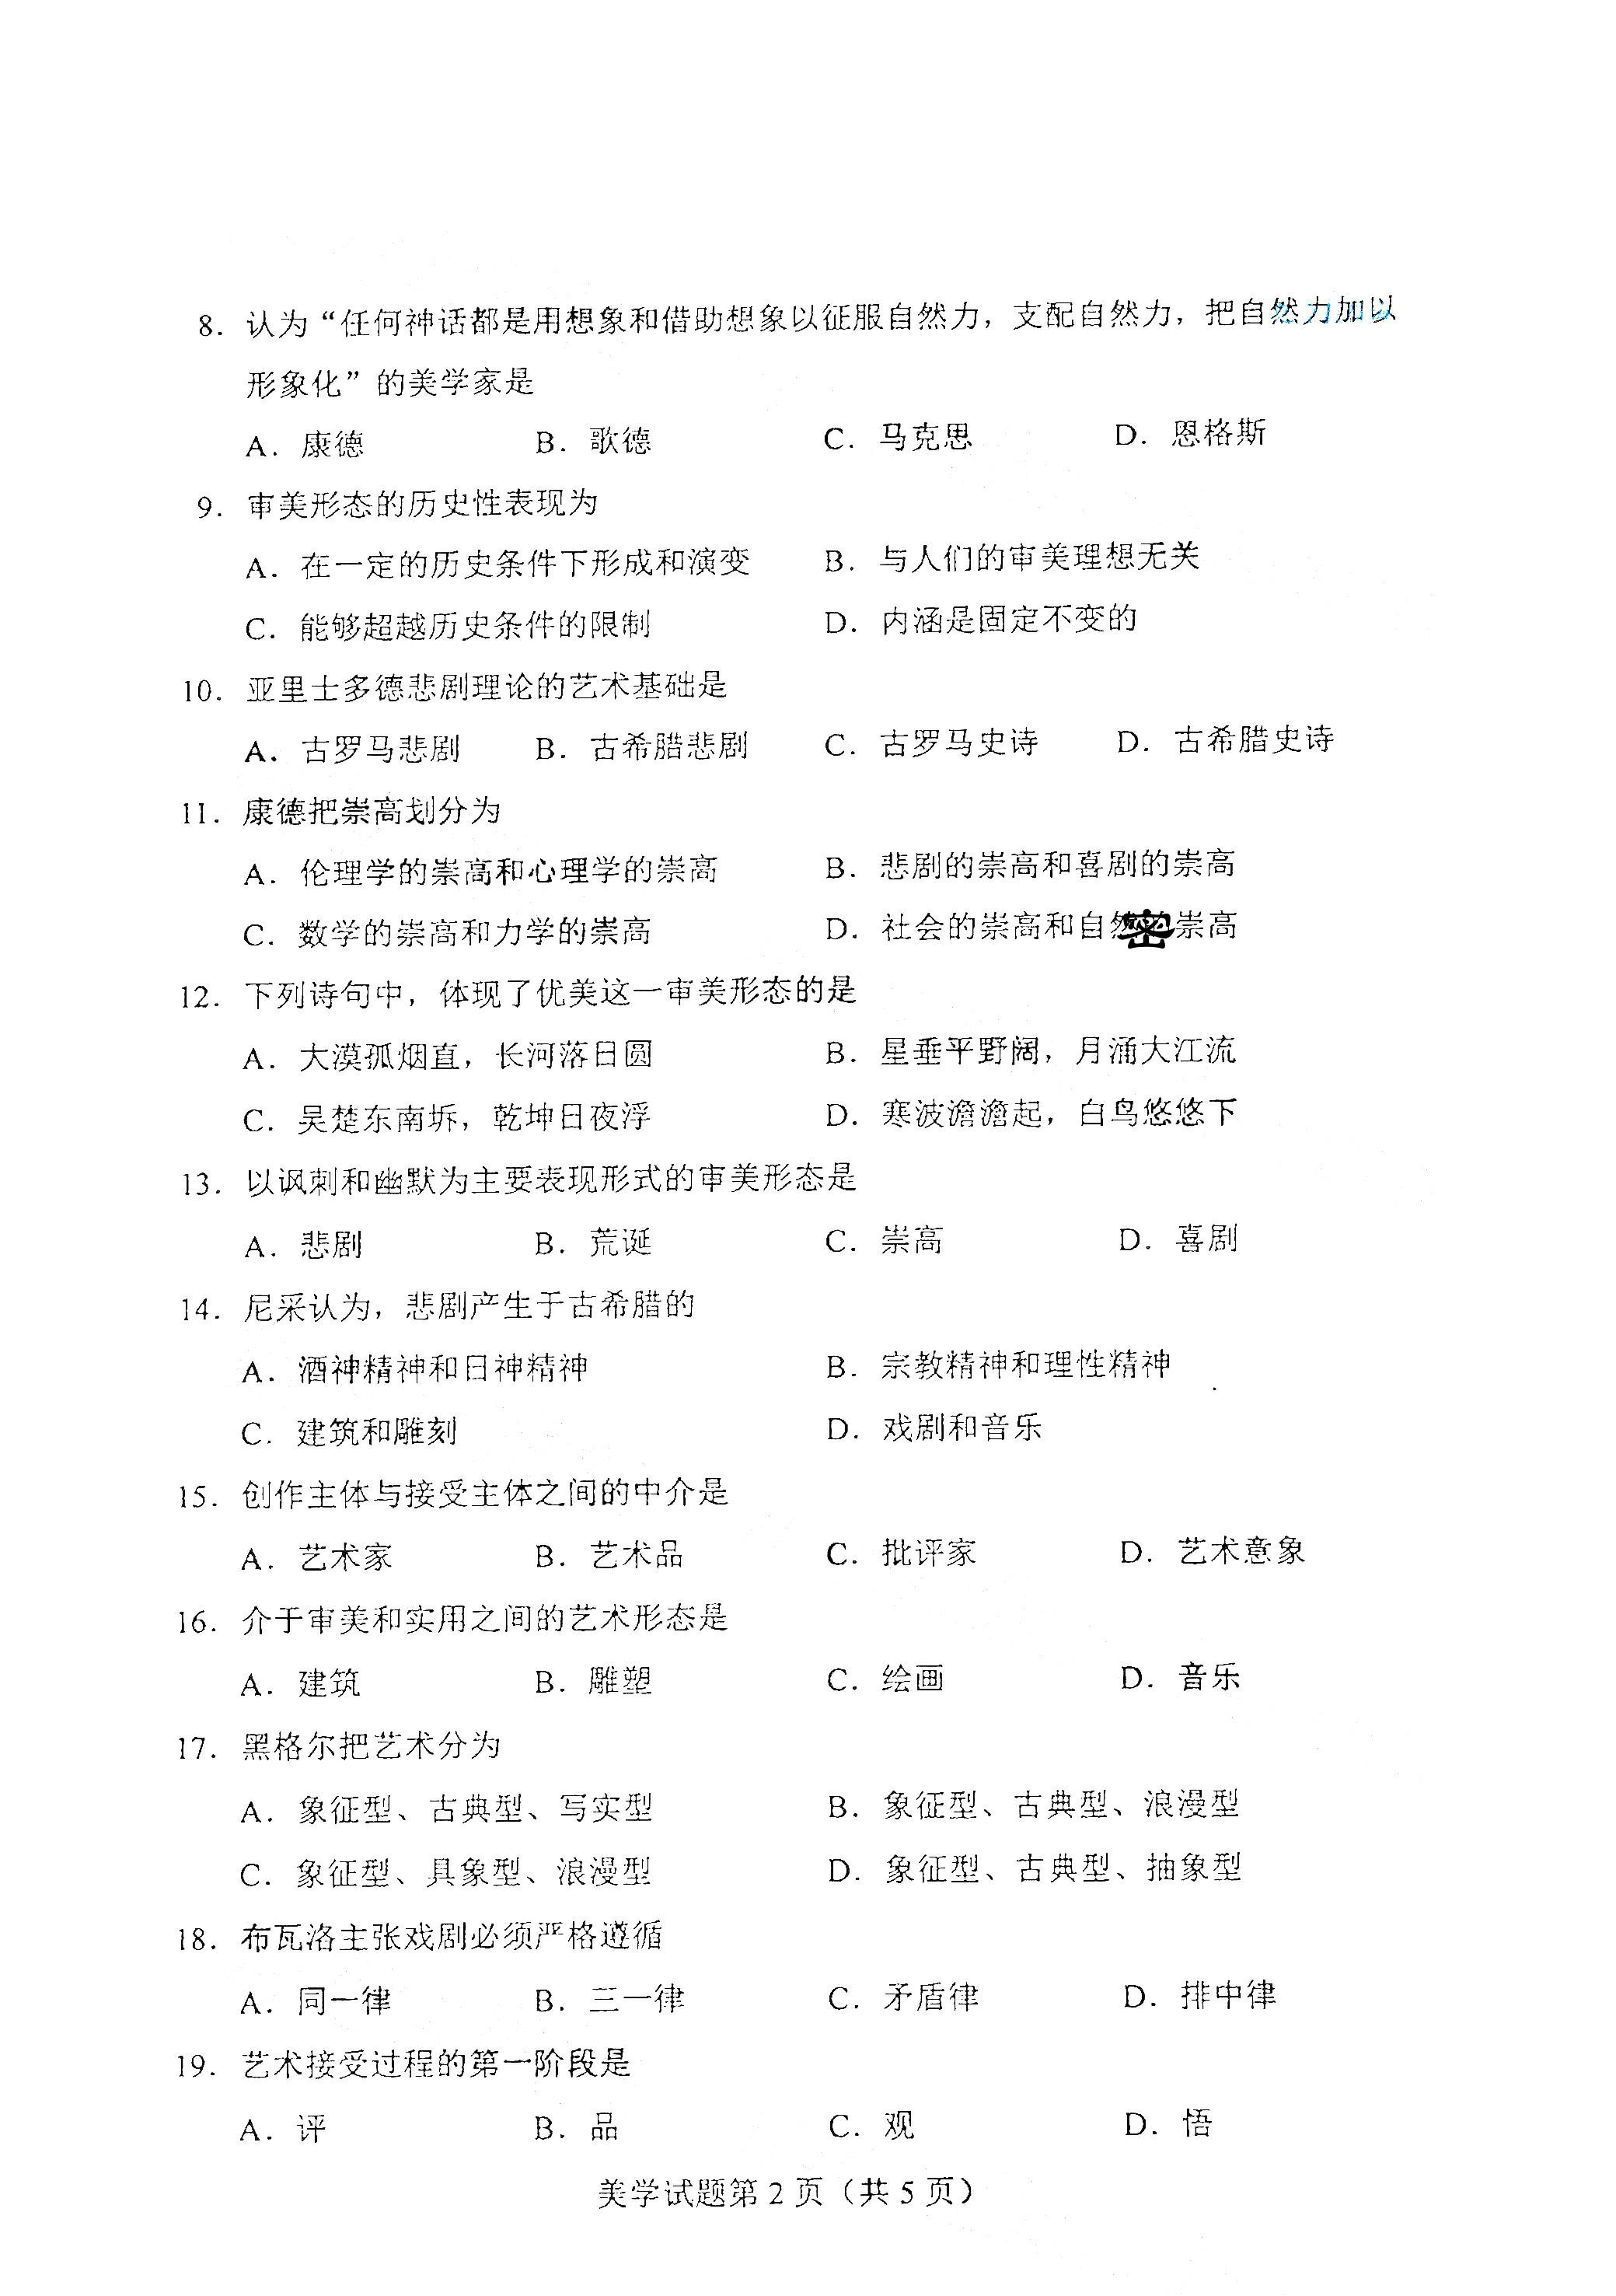 8. 认为“任何神话都是用想象和借助想象以征服自然力，支配自然力，把自然力加以
形象化”的美学家是
A. 康德 B. 歌德 C. 马克思 D. 恩格斯
9. 审美形态的历史性表现为
A. 在一定的历史条件下形成和演变 B. 与人们的审美理想无关
C. 能够超越历史条件的限制 D. 内涵是固定不变的
10. 亚里士多德悲剧理论的艺术基础是
A. 古罗马悲剧 B. 古希腊悲剧 C. 古罗马史诗 D. 古希腊史诗
11. 康德把崇高划分为
A. 伦理学的崇高和心理学的崇高 B. 悲剧的崇高和喜剧的崇高
C. 数学的崇高和力学的崇高 D. 社会的崇高和自然密崇高
12. 下列诗句中，体现了优美这一审美形态的是
A. 大漠孤烟直，长河落日圆 B. 星垂平野阔，月涌大江流
C. 吴楚东南坼，乾坤日夜浮 D. 寒波澹澹起，白鸟悠悠下
13. 以讽刺和幽默为主要表现形式的审美形态是
A. 悲剧 B. 荒诞 C. 崇高 D. 喜剧
14. 尼采认为，悲剧产生于古希腊的
A. 酒神精神和日神精神 B. 宗教精神和理性精神
C. 建筑和雕刻 D. 戏剧和音乐
15. 创作主体与接受主体之间的中介是
A. 艺术家 B. 艺术品 C. 批评家 D. 艺术意象
16. 介于审美和实用之间的艺术形态是
A. 建筑 B. 雕塑 C. 绘画 D. 音乐
17. 黑格尔把艺术分为
A. 象征型、古典型、写实型 B. 象征型、古典型、浪漫型
C. 象征型、具象型、浪漫型 D. 象征型、古典型、抽象型
18. 布瓦洛主张戏剧必须严格遵循
A. 同一律 B. 三一律 C. 矛盾律 D. 排中律
19. 艺术接受过程的第一阶段是
A. 评 B. 品 C. 观 D. 悟
美学试题第 2 页（共 5 页）